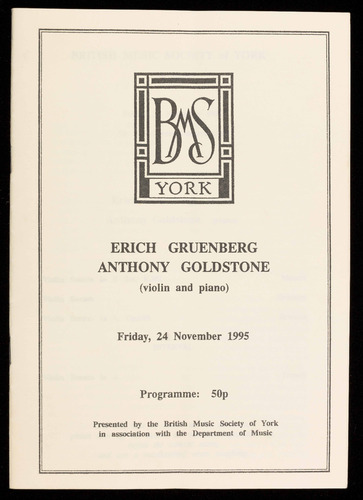 BMS
YORK
ERICH GRUENBERG
ANTHONY GOLDSTONE
(violin and piano)
Friday, 24 November 1995
Programme: 50p
Presented by the British Music Society of York
in association with the Department of Music